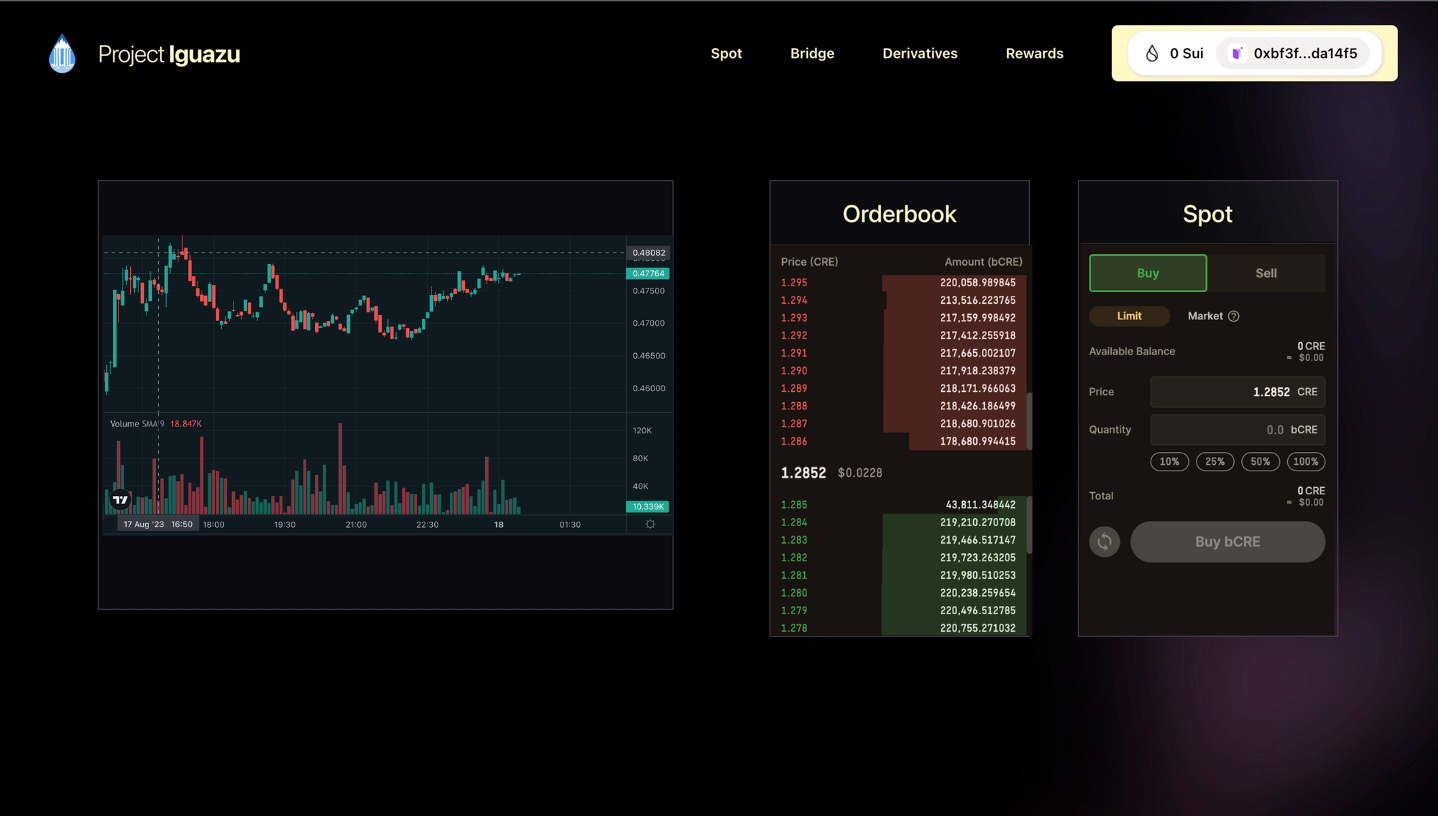 Project Iguazu
Spot
Bridge
Derivatives
Rewards
0 Sui
0xbf3f...da14f5
0.48082
0.47764
0.47500
0.47000
0.46500
0.46000
Volume SMA 9 18.847K
120K
80K
40K
10.339K
17 Aug '23 16:50
18:00
19:30
21:00
22:30
18
01:30
Orderbook
Price (CRE) Amount (bCRE)
1.295 220,058.989845
1.294 213,516.223765
1.293 217,159.998492
1.292 217,412.255918
1.291 217,665.002107
1.290 217,918.238379
1.289 218,171.966063
1.288 218,426.186499
1.287 218,680.901026
1.286 178,680.994415
1.2852 $0.0228
1.285 43,811.348442
1.284 219,210.270708
1.283 219,466.517147
1.282 219,723.263205
1.281 219,980.510253
1.280 220,238.259654
1.279 220,496.512785
1.278 220,755.271032
Spot
Buy
Sell
Limit
Market ?
Available Balance
0 CRE
≈ $0.00
Price
1.2852 CRE
Quantity
0.0 bCRE
10%
25%
50%
100%
Total
0 CRE
≈ $0.00
Buy bCRE